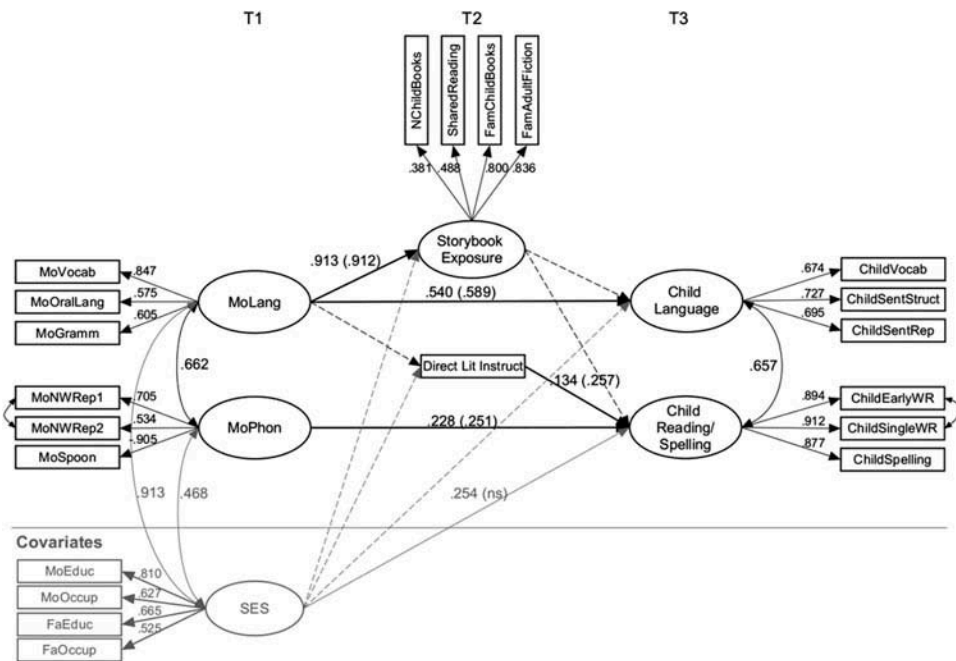 T1
T2
T3
NChildBooks
SharedReading
FamChildBooks
FamAdultFiction
.381
.488
.800
.836
Storybook
Exposure
.913 (.912)
MoVocab
.847
MoOralLang
.575
MoGramm
.605
MoLang
.540 (.589)
Child
Language
.674
ChildVocab
.727
ChildSentStruct
.695
ChildSentRep
.662
Direct Lit Instruct
.134 (.257)
.657
MoNWRep1
.705
MoNWRep2
.534
MoSpoon
-.905
MoPhon
.228 (.251)
Child
Reading/
Spelling
.894
ChildEarlyWR
.912
ChildSingleWR
.877
ChildSpelling
.913
.468
.254 (ns)
Covariates
MoEduc
.810
MoOccup
.627
FaEduc
.665
FaOccup
.525
SES